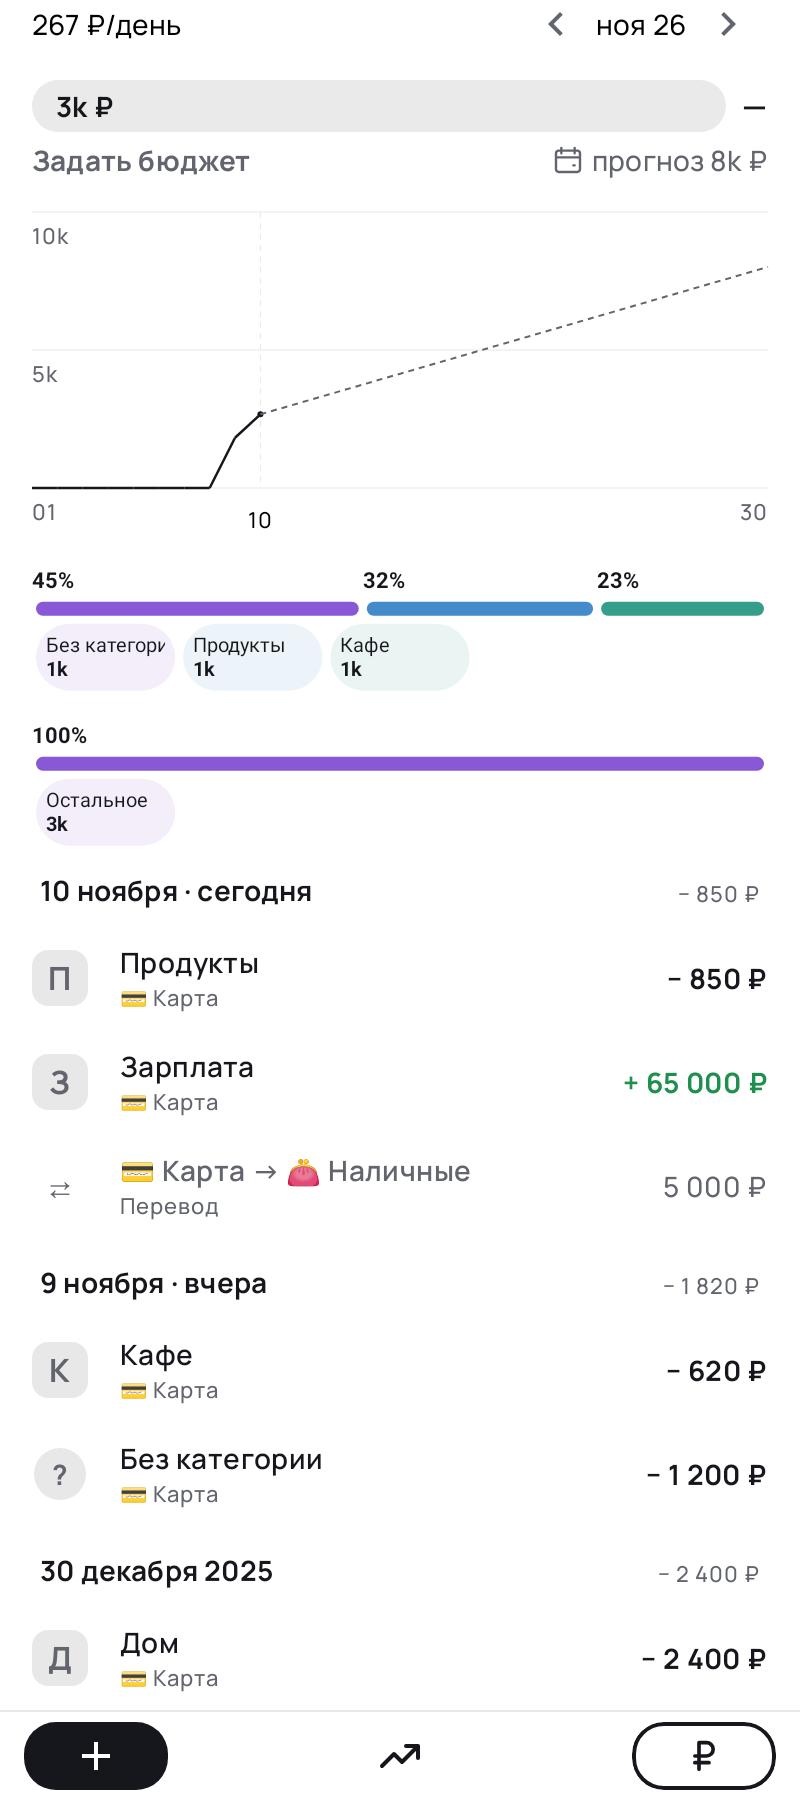 267 ₽/день
ноя 26
3k ₽
–
Задать бюджет
прогноз 8k ₽
10k
5k
01
10
30
45%
32%
23%
Без категори
1k
Продукты
1k
Кафе
1k
100%
Остальное
3k
10 ноября · сегодня
− 850 ₽
П
Продукты
Карта
− 850 ₽
З
Зарплата
Карта
+ 65 000 ₽
⇄
Карта → Наличные
Перевод
5 000 ₽
9 ноября · вчера
− 1 820 ₽
К
Кафе
Карта
− 620 ₽
?
Без категории
Карта
− 1 200 ₽
30 декабря 2025
− 2 400 ₽
Д
Дом
Карта
− 2 400 ₽
+
₽